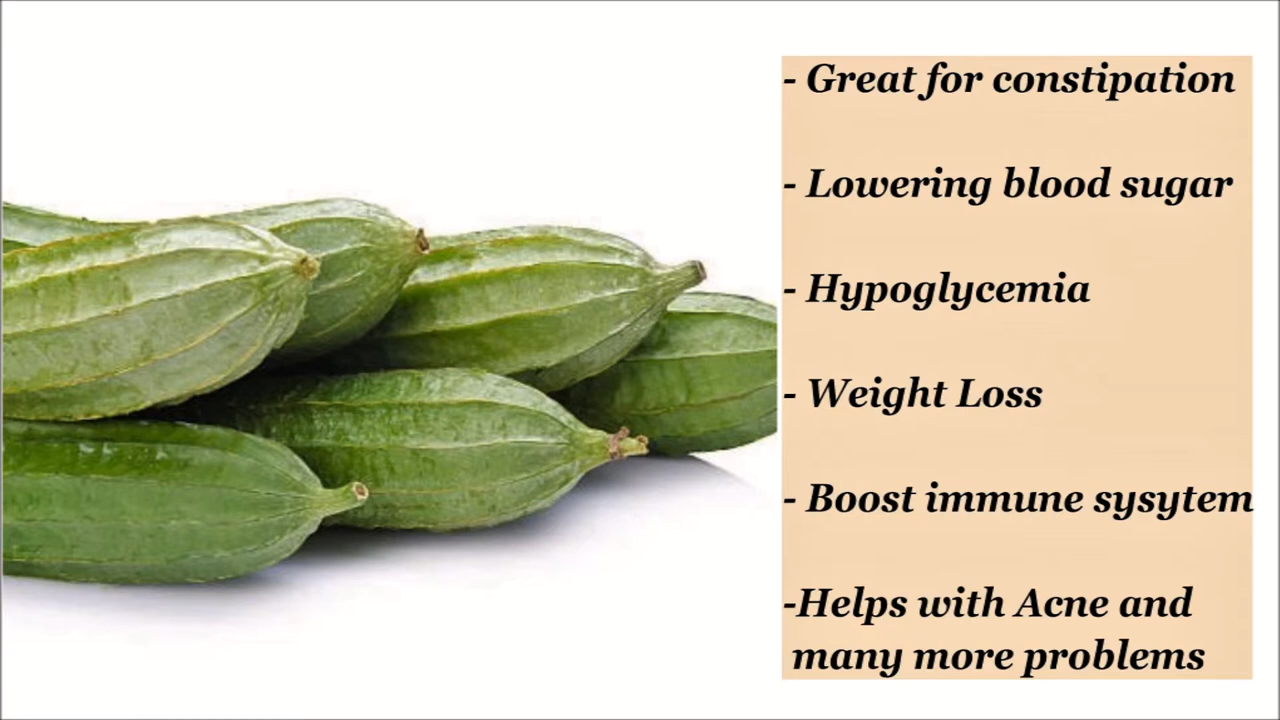 - Great for constipation
- Lowering blood sugar
- Hypoglycemia
- Weight Loss
- Boost immune sysytem
-Helps with Acne and
many more problems